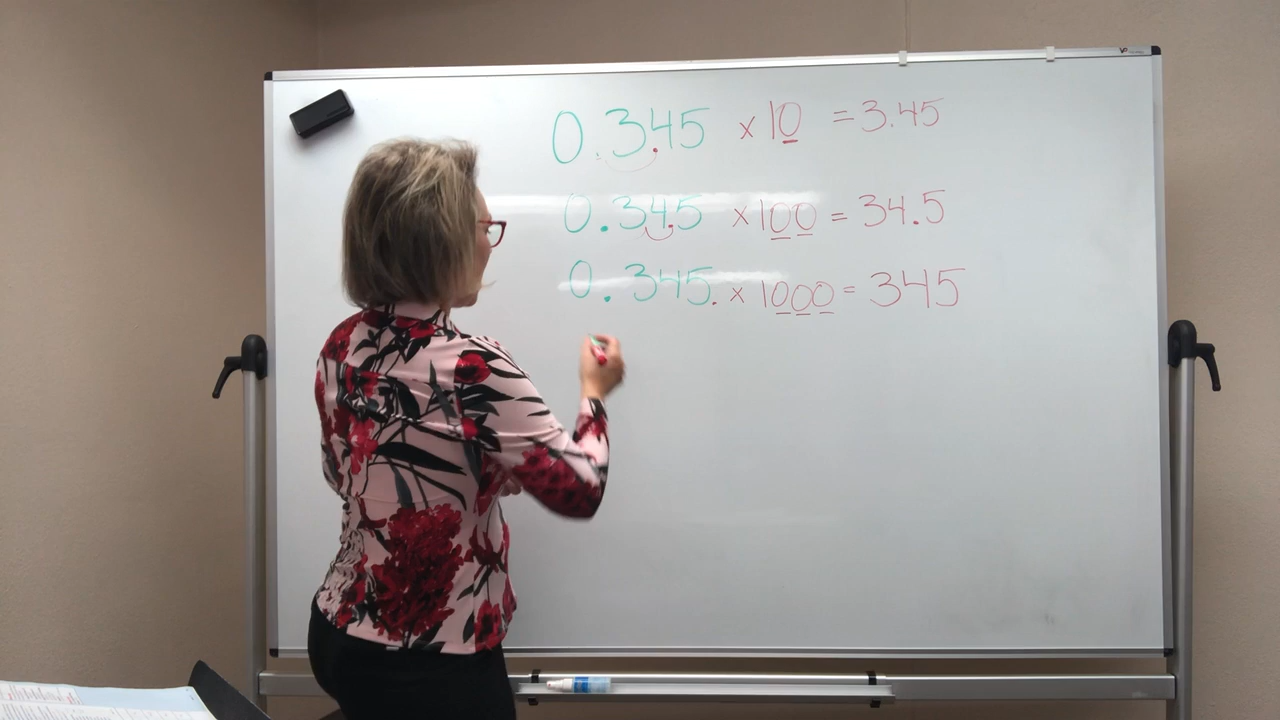 0.345 × 10 = 3.45
0.345 × 100 = 34.5
0.345. × 1000 = 345